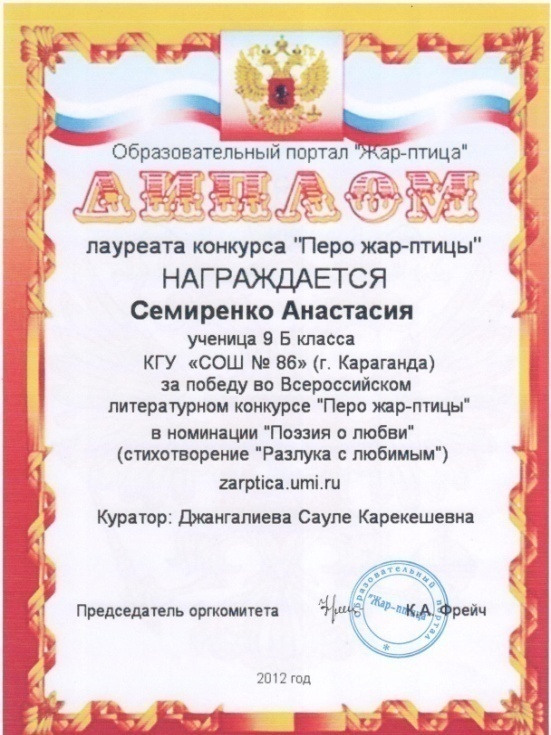 Образовательный портал "Жар-птица"
ДИПЛОМ
лауреата конкурса "Перо жар-птицы"
НАГРАЖДАЕТСЯ
Семиренко Анастасия
ученица 9 Б класса
КГУ «СОШ № 86» (г. Караганда)
за победу во Всероссийском
литературном конкурсе "Перо жар-птицы"
в номинации "Поэзия о любви"
(стихотворение "Разлука с любимым")
zarptica.umi.ru
Куратор: Джангалиева Сауле Карекешевна
Председатель оргкомитета К.А. Фрейч
Образовательный портал
"Жар-птица"
2012 год